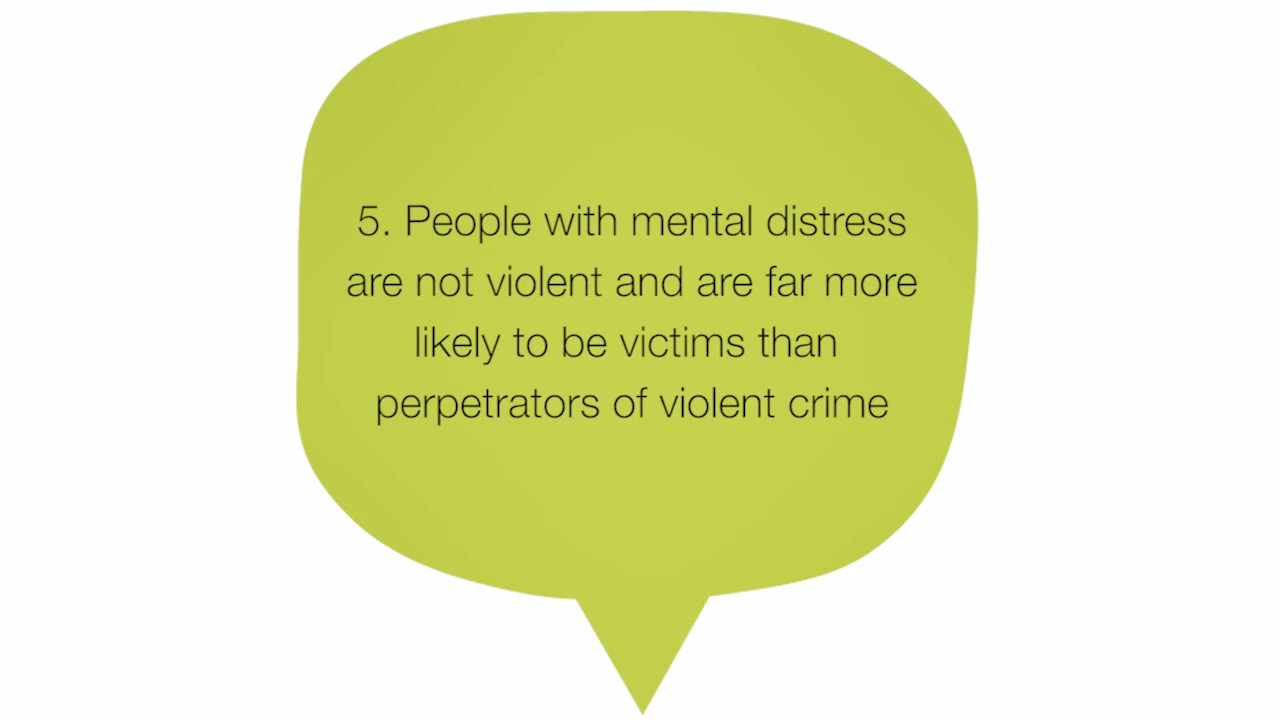 5. People with mental distress
are not violent and are far more
likely to be victims than
perpetrators of violent crime